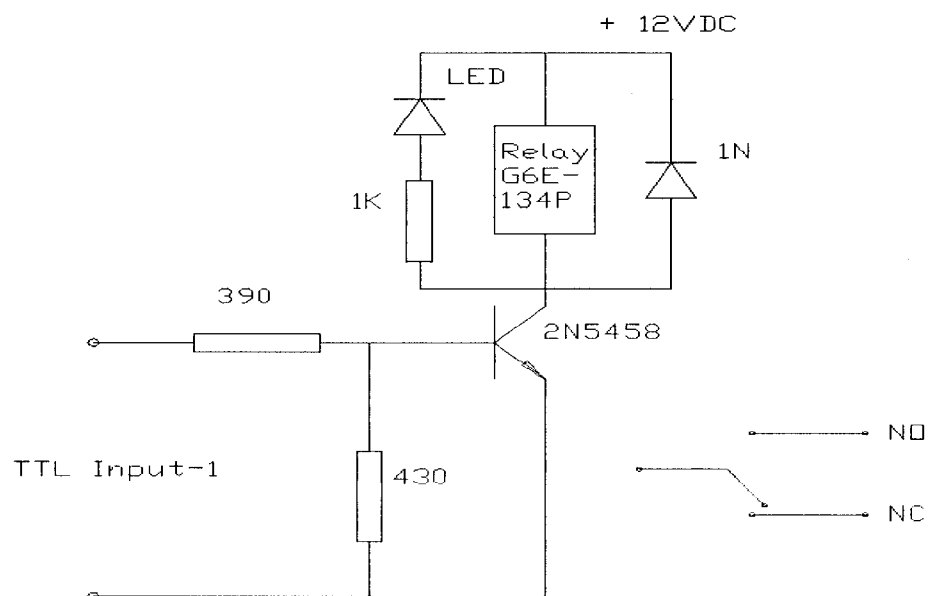 + 12VDC
LED
1N
Relay
G6E-
134P
1K
390
2N5458
NO
TTL Input-1
430
NC